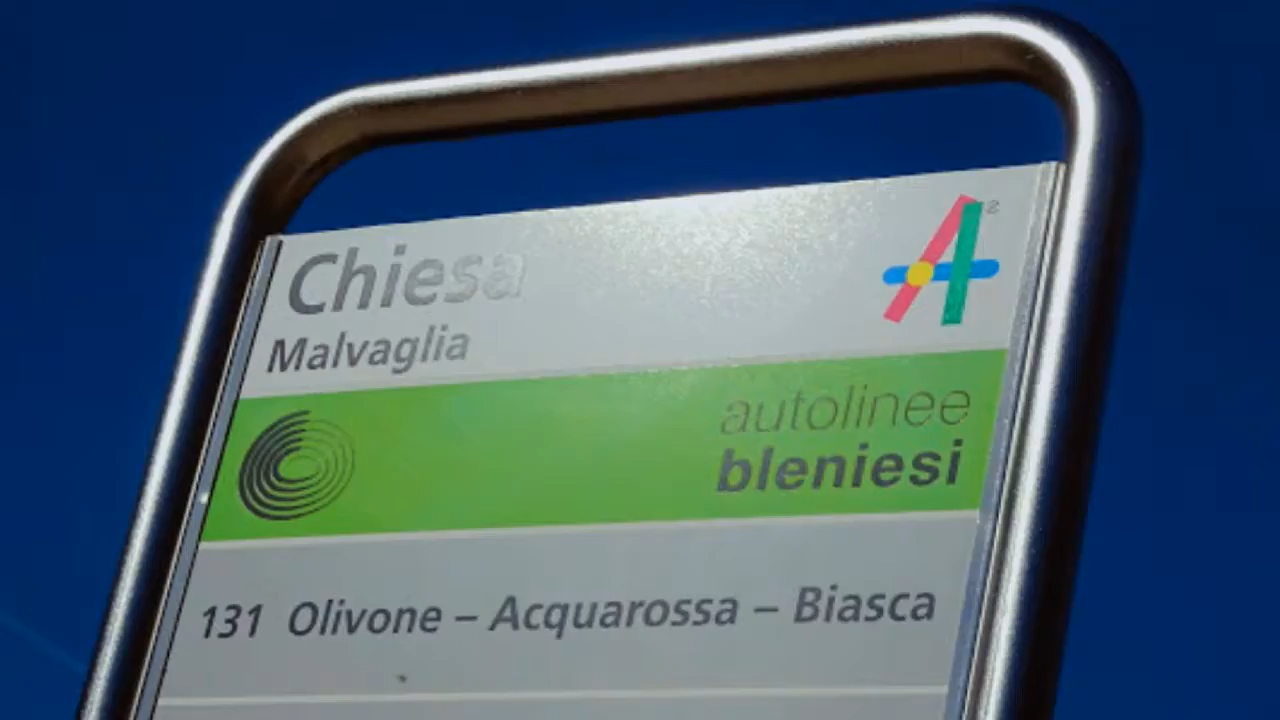 Chiesa
Malvaglia
autolinee
bleniesi
131 Olivone – Acquarossa – Biasca